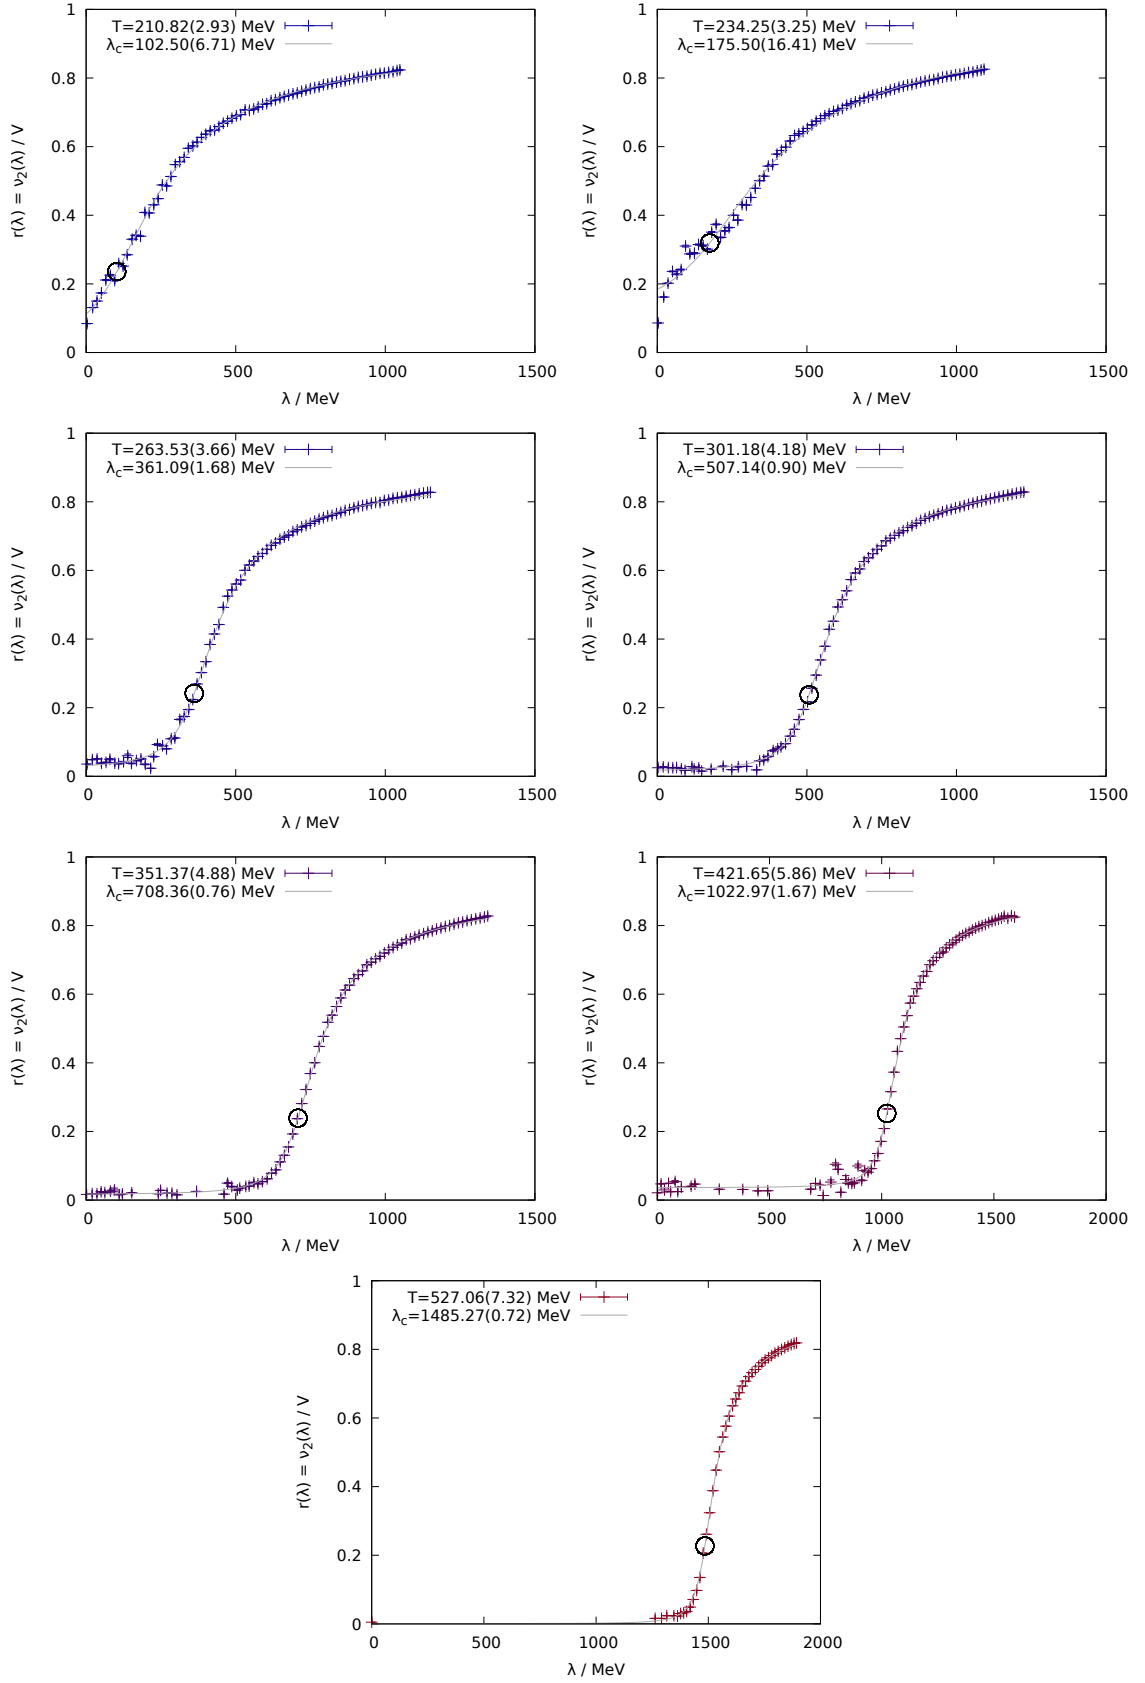 T=210.82(2.93) MeV
λc=102.50(6.71) MeV
1
0.8
0.6
0.4
0.2
0
0 500 1000 1500
r(λ) = ν2(λ) / V
λ / MeV
T=234.25(3.25) MeV
λc=175.50(16.41) MeV
1
0.8
0.6
0.4
0.2
0
0 500 1000 1500
r(λ) = ν2(λ) / V
λ / MeV
T=263.53(3.66) MeV
λc=361.09(1.68) MeV
1
0.8
0.6
0.4
0.2
0
0 500 1000 1500
r(λ) = ν2(λ) / V
λ / MeV
T=301.18(4.18) MeV
λc=507.14(0.90) MeV
1
0.8
0.6
0.4
0.2
0
0 500 1000 1500
r(λ) = ν2(λ) / V
λ / MeV
T=351.37(4.88) MeV
λc=708.36(0.76) MeV
1
0.8
0.6
0.4
0.2
0
0 500 1000 1500
r(λ) = ν2(λ) / V
λ / MeV
T=421.65(5.86) MeV
λc=1022.97(1.67) MeV
1
0.8
0.6
0.4
0.2
0
0 500 1000 1500 2000
r(λ) = ν2(λ) / V
λ / MeV
T=527.06(7.32) MeV
λc=1485.27(0.72) MeV
1
0.8
0.6
0.4
0.2
0
0 500 1000 1500 2000
r(λ) = ν2(λ) / V
λ / MeV